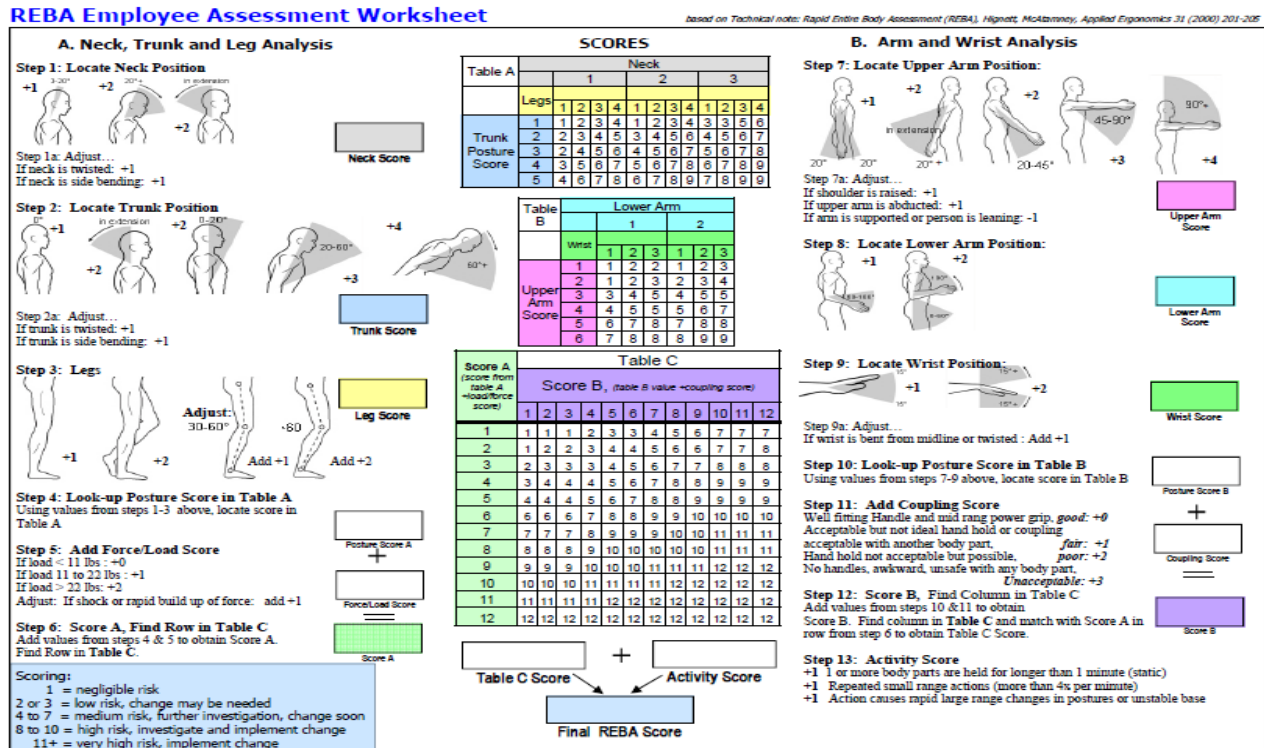 REBA Employee Assessment Worksheet
based on Technical note: Rapid Entire Body Assessment (REBA), Hignett, McAtamney, Applied Ergonomics 31 (2000) 201-205
A. Neck, Trunk and Leg Analysis
Step 1: Locate Neck Position
+1
20°+
+2
in extension
+2
Neck Score
Step 1a: Adjust…
If neck is twisted: +1
If neck is side bending: +1
Step 2: Locate Trunk Position
0°
+1
in extension
+2
0-20°
+2
20-60°
+3
+4
60°+
Trunk Score
Step 2a: Adjust…
If trunk is twisted: +1
If trunk is side bending: +1
Step 3: Legs
+1
+2
Adjust:
30-60°
Add +1
Add +2
Leg Score
Step 4: Look-up Posture Score in Table A
Using values from steps 1-3 above, locate score in
Table A
Posture Score A
+
Step 5: Add Force/Load Score
If load < 11 lbs : +0
If load 11 to 22 lbs : +1
If load > 22 lbs: +2
Adjust: If shock or rapid build up of force: add +1
Force/Load Score
Step 6: Score A, Find Row in Table C
Add values from steps 4 & 5 to obtain Score A.
Find Row in Table C.
Score A
Scoring:
1 = negligible risk
2 or 3 = low risk, change may be needed
4 to 7 = medium risk, further investigation, change soon
8 to 10 = high risk, investigate and implement change
11+ = very high risk, implement change
SCORES
Table A
Neck
1 2 3
Legs 1 2 3 4 1 2 3 4 1 2 3 4
Trunk Posture Score
1 1 2 3 4 1 2 3 4 3 3 5 6
2 2 3 4 5 3 4 5 6 4 5 6 7
3 2 4 5 6 4 5 6 7 5 6 7 8
4 3 5 6 7 5 6 7 8 6 7 8 9
5 4 6 7 8 6 7 8 9 7 8 9 9
Table B
Lower Arm
1 2
Wrist 1 2 3 1 2 3
Upper Arm Score
1 1 2 2 1 2 3
2 1 2 3 2 3 4
3 3 4 5 4 5 5
4 4 5 5 5 6 7
5 6 7 8 7 8 8
6 7 8 8 8 9 9
Score A
(score from table A +load/force score)
Table C
Score B, (table B value +coupling score)
1 2 3 4 5 6 7 8 9 10 11 12
1 1 1 1 2 3 3 4 5 6 7 7 7
2 1 2 2 3 4 4 5 6 6 7 7 8
3 2 3 3 3 4 5 6 7 7 8 8 8
4 3 4 4 4 5 6 7 8 8 9 9 9
5 4 4 4 5 6 7 8 8 9 9 9 9
6 6 6 6 7 8 8 9 9 10 10 10 10
7 7 7 7 8 9 9 9 10 10 11 11 11
8 8 8 8 9 10 10 10 10 10 11 11 11
9 9 9 9 10 10 10 11 11 11 12 12 12
10 10 10 10 11 11 11 11 12 12 12 12 12
11 11 11 11 11 12 12 12 12 12 12 12 12
12 12 12 12 12 12 12 12 12 12 12 12 12
+
Table C Score
Activity Score
Final REBA Score
B. Arm and Wrist Analysis
Step 7: Locate Upper Arm Position:
+1
20°
20°
+2
in extension
20°+
+2
20-45°
45-90°
+3
90°+
+4
Step 7a: Adjust…
If shoulder is raised: +1
If upper arm is abducted: +1
If arm is supported or person is leaning: -1
Upper Arm Score
Step 8: Locate Lower Arm Position:
+1
+2
Lower Arm Score
Step 9: Locate Wrist Position:
15°
15°
+1
15°+
15°+
+2
Wrist Score
Step 9a: Adjust…
If wrist is bent from midline or twisted : Add +1
Step 10: Look-up Posture Score in Table B
Using values from steps 7-9 above, locate score in Table B
Posture Score B
+
Step 11: Add Coupling Score
Well fitting Handle and mid rang power grip, good: +0
Acceptable but not ideal hand hold or coupling
acceptable with another body part, fair: +1
Hand hold not acceptable but possible, poor: +2
No handles, awkward, unsafe with any body part,
Unacceptable: +3
Coupling Score
Step 12: Score B, Find Column in Table C
Add values from steps 10 &11 to obtain
Score B. Find column in Table C and match with Score A in
row from step 6 to obtain Table C Score.
Score B
Step 13: Activity Score
+1 1 or more body parts are held for longer than 1 minute (static)
+1 Repeated small range actions (more than 4x per minute)
+1 Action causes rapid large range changes in postures or unstable base